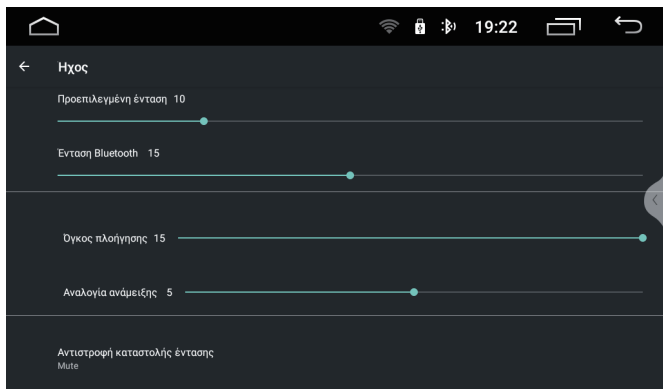 19:22
Ηχος
Προεπιλεγμένη ένταση 10
Ένταση Bluetooth 15
Όγκος πλοήγησης 15
Αναλογία ανάμειξης 5
Αντιστροφή καταστολής έντασης
Mute